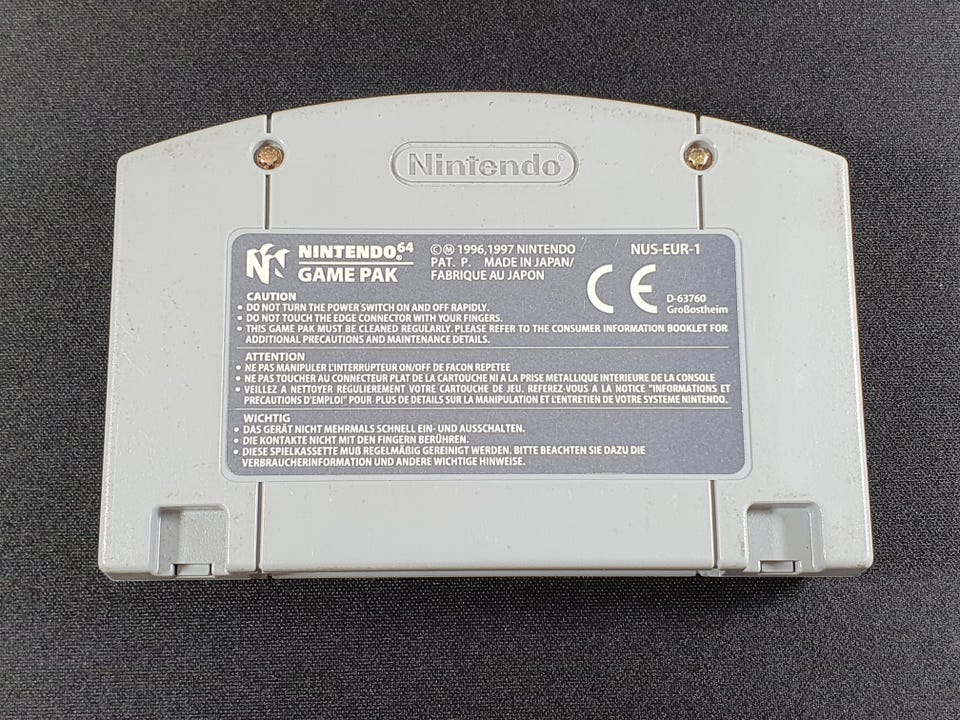 Nintendo®
NINTENDO 64
GAME PAK
©Ⓜ 1996,1997 NINTENDO
PAT. P. MADE IN JAPAN/
FABRIQUE AU JAPON
NUS-EUR-1
CE
D-63760
Großostheim
CAUTION
• DO NOT TURN THE POWER SWITCH ON AND OFF RAPIDLY.
• DO NOT TOUCH THE EDGE CONNECTOR WITH YOUR FINGERS.
• THIS GAME PAK MUST BE CLEANED REGULARLY. PLEASE REFER TO THE CONSUMER INFORMATION BOOKLET FOR
ADDITIONAL PRECAUTIONS AND MAINTENANCE DETAILS.
ATTENTION
• NE PAS MANIPULER L'INTERRUPTEUR ON/OFF DE FACON REPETEE
• NE PAS TOUCHER AU CONNECTEUR PLAT DE LA CARTOUCHE NI A LA PRISE METALLIQUE INTERIEURE DE LA CONSOLE
• VEILLEZ A NETTOYER REGULIEREMENT VOTRE CARTOUCHE DE JEU. REFEREZ-VOUS A LA NOTICE "INFORMATIONS ET
PRECAUTIONS D'EMPLOI" POUR PLUS DE DETAILS SUR LA MANIPULATION ET L'ENTRETIEN DE VOTRE SYSTEME NINTENDO.
WICHTIG
• DAS GERÄT NICHT MEHRMALS SCHNELL EIN- UND AUSSCHALTEN.
• DIE KONTAKTE NICHT MIT DEN FINGERN BERÜHREN.
• DIESE SPIELKASSETTE MUß REGELMÄßIG GEREINIGT WERDEN. BITTE BEACHTEN SIE DAZU DIE
VERBRAUCHERINFORMATION UND ANDERE WICHTIGE HINWEISE.